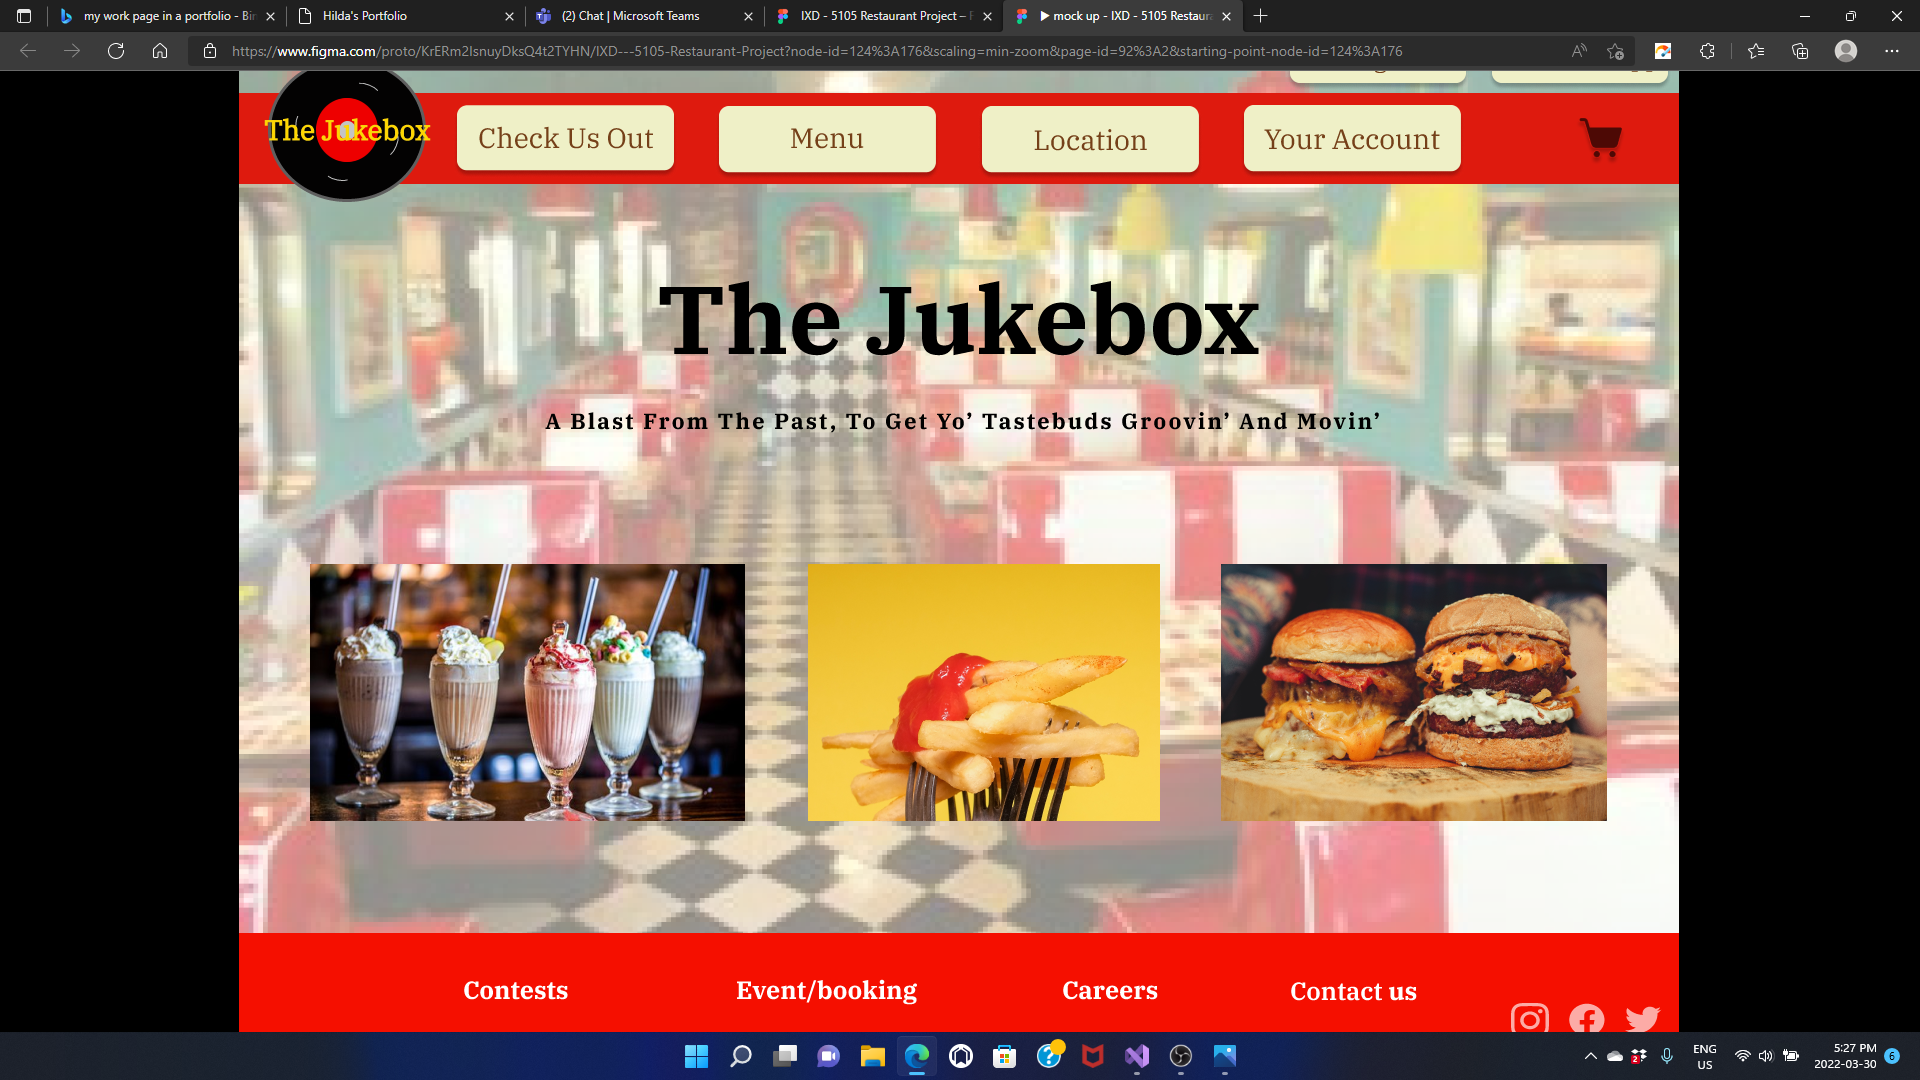 my work page in a portfolio - Bin
Hilda's Portfolio
(2) Chat | Microsoft Teams
IXD - 5105 Restaurant Project – F
mock up - IXD - 5105 Restaura
https://www.figma.com/proto/KrERm2IsnuyDksQ4t2TYHN/IXD---5105-Restaurant-Project?node-id=124%3A176&scaling=min-zoom&page-id=92%3A2&starting-point-node-id=124%3A176
The Jukebox
Check Us Out
Menu
Location
Your Account
The Jukebox
A Blast From The Past, To Get Yo’ Tastebuds Groovin’ And Movin’
Contests
Event/booking
Careers
Contact us
ENG
US
5:27 PM
2022-03-30
6
2